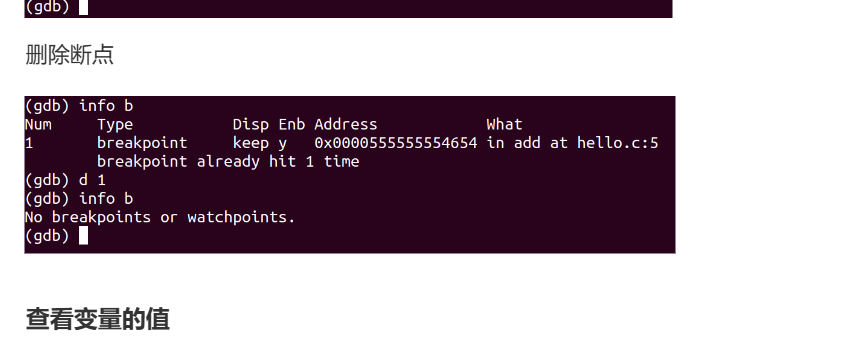 (gdb)
删除断点
(gdb) info b
Num     Type           Disp Enb Address            What
1       breakpoint     keep y   0x0000555555554654 in add at hello.c:5
        breakpoint already hit 1 time
(gdb) d 1
(gdb) info b
No breakpoints or watchpoints.
(gdb)
查看变量的值